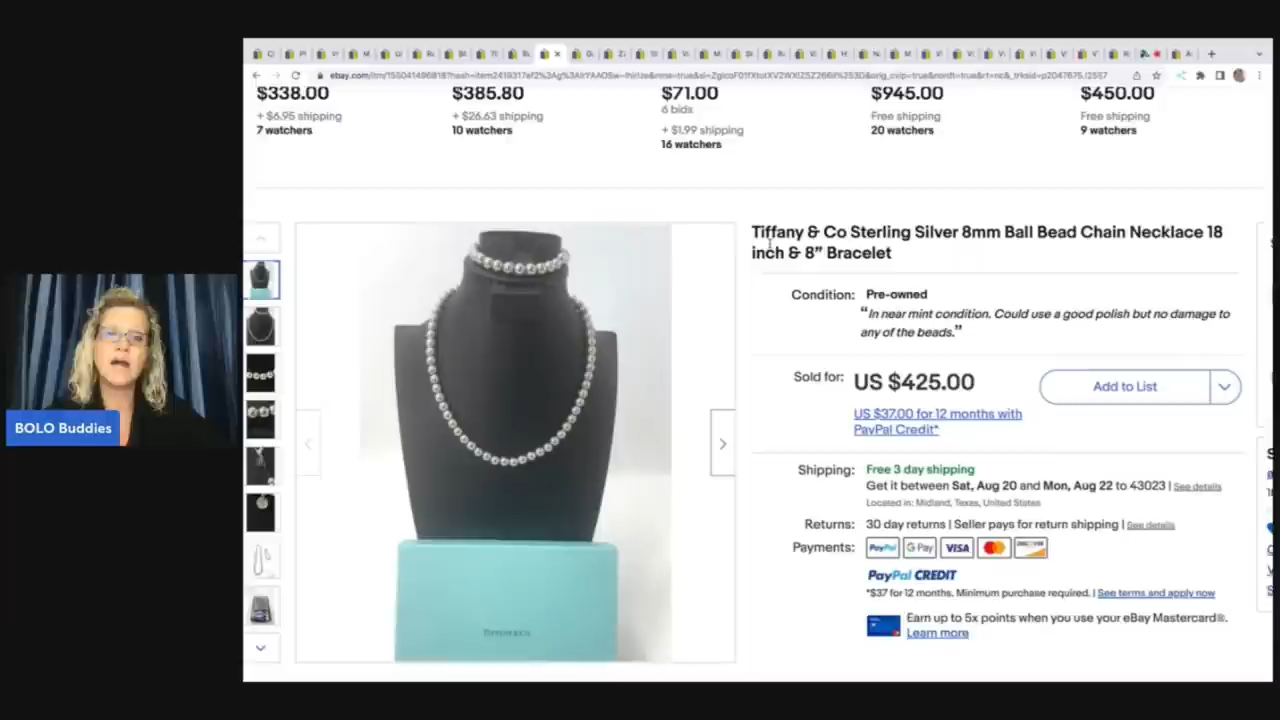 $338.00
$385.80
$71.00
$945.00
$450.00
+ $6.95 shipping
+ $26.63 shipping
6 bids
Free shipping
Free shipping
7 watchers
10 watchers
+ $1.99 shipping
20 watchers
9 watchers
16 watchers
Tiffany & Co Sterling Silver 8mm Ball Bead Chain Necklace 18
inch & 8” Bracelet
Condition: Pre-owned
“In near mint condition. Could use a good polish but no damage to
any of the beads.”
Sold for: US $425.00
Add to List
US $37.00 for 12 months with
PayPal Credit*
BOLO Buddies
Shipping: Free 3 day shipping
Get it between Sat, Aug 20 and Mon, Aug 22 to 43023 | See details
Located in: Midland, Texas, United States
Returns: 30 day returns | Seller pays for return shipping | See details
Payments: PayPal G Pay VISA MasterCard DISCOVER
PayPal CREDIT
*$37 for 12 months. Minimum purchase required. | See terms and apply now
Earn up to 5x points when you use your eBay Mastercard®.
Learn more